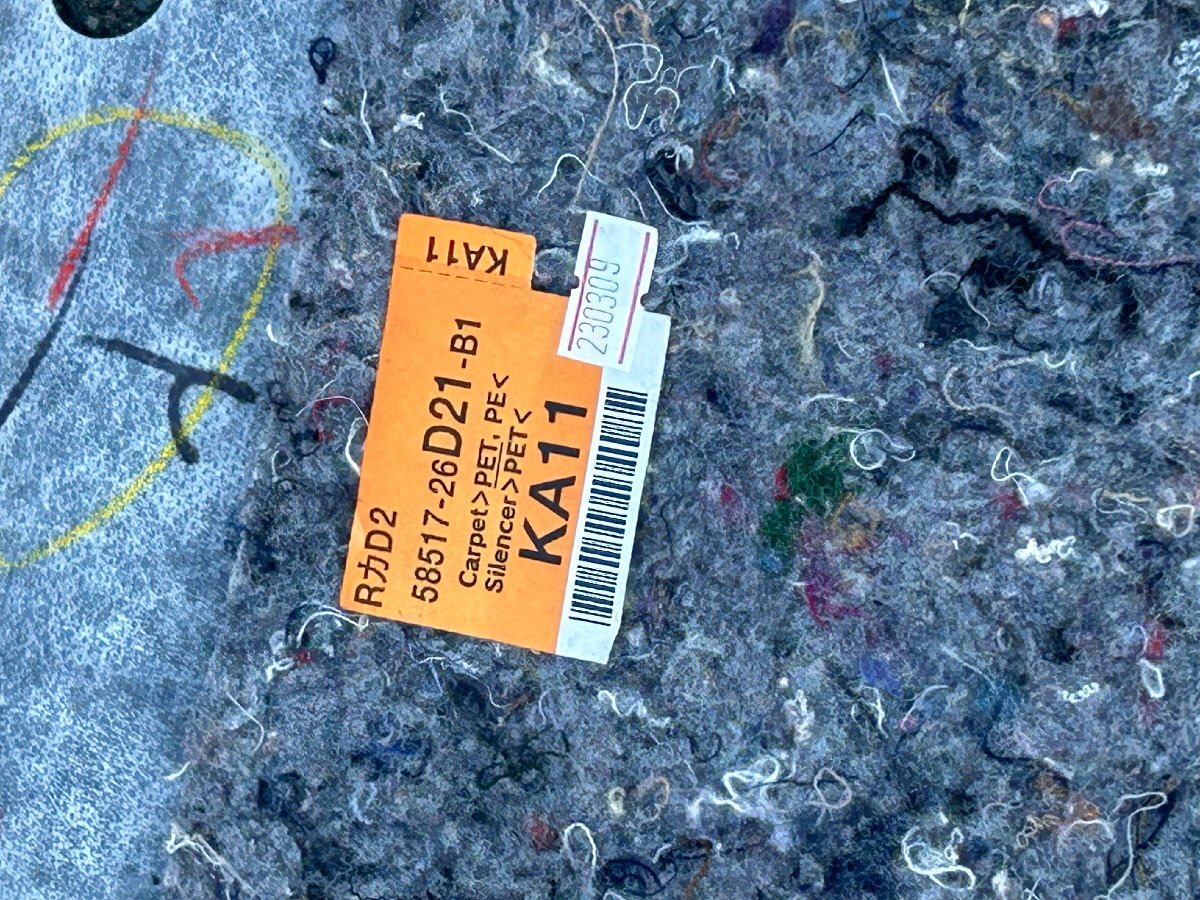 KA11
230309
RカD2
58517-26D21-B1
Carpet>PET, PE<
Silencer>PET<
KA11